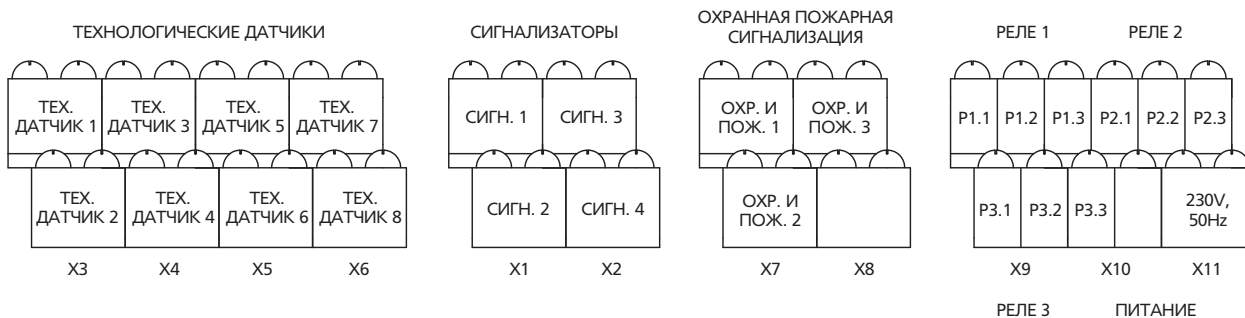 ТЕХНОЛОГИЧЕСКИЕ ДАТЧИКИ
ТЕХ. ДАТЧИК 1
ТЕХ. ДАТЧИК 3
ТЕХ. ДАТЧИК 5
ТЕХ. ДАТЧИК 7
ТЕХ. ДАТЧИК 2
ТЕХ. ДАТЧИК 4
ТЕХ. ДАТЧИК 6
ТЕХ. ДАТЧИК 8
X3 X4 X5 X6
СИГНАЛИЗАТОРЫ
СИГН. 1 СИГН. 3
СИГН. 2 СИГН. 4
X1 X2
ОХРАННАЯ ПОЖАРНАЯ
СИГНАЛИЗАЦИЯ
ОХР. И ПОЖ. 1
ОХР. И ПОЖ. 3
ОХР. И ПОЖ. 2
X7 X8
РЕЛЕ 1 РЕЛЕ 2
P1.1 P1.2 P1.3 P2.1 P2.2 P2.3
P3.1 P3.2 P3.3
230V, 50Hz
X9 X10 X11
РЕЛЕ 3 ПИТАНИЕ